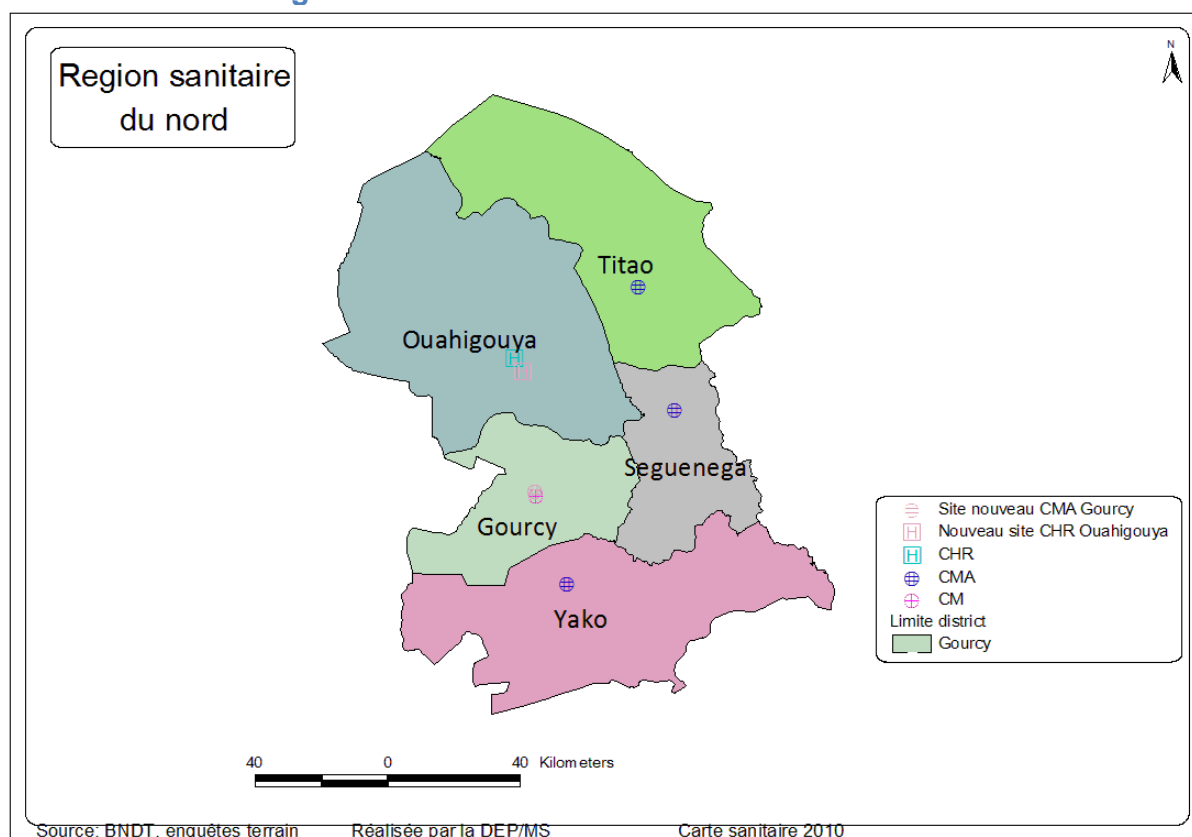 Region sanitaire
du nord
N
Titao
Ouahigouya
H
H
Seguenega
Gourcy
Yako
Site nouveau CMA Gourcy
H Nouveau site CHR Ouahigouya
H CHR
CMA
CM
Limite district
Gourcy
40 0 40 Kilometers
Source: BNDT, enquêtes terrain Réalisée par la DEP/MS Carte sanitaire 2010